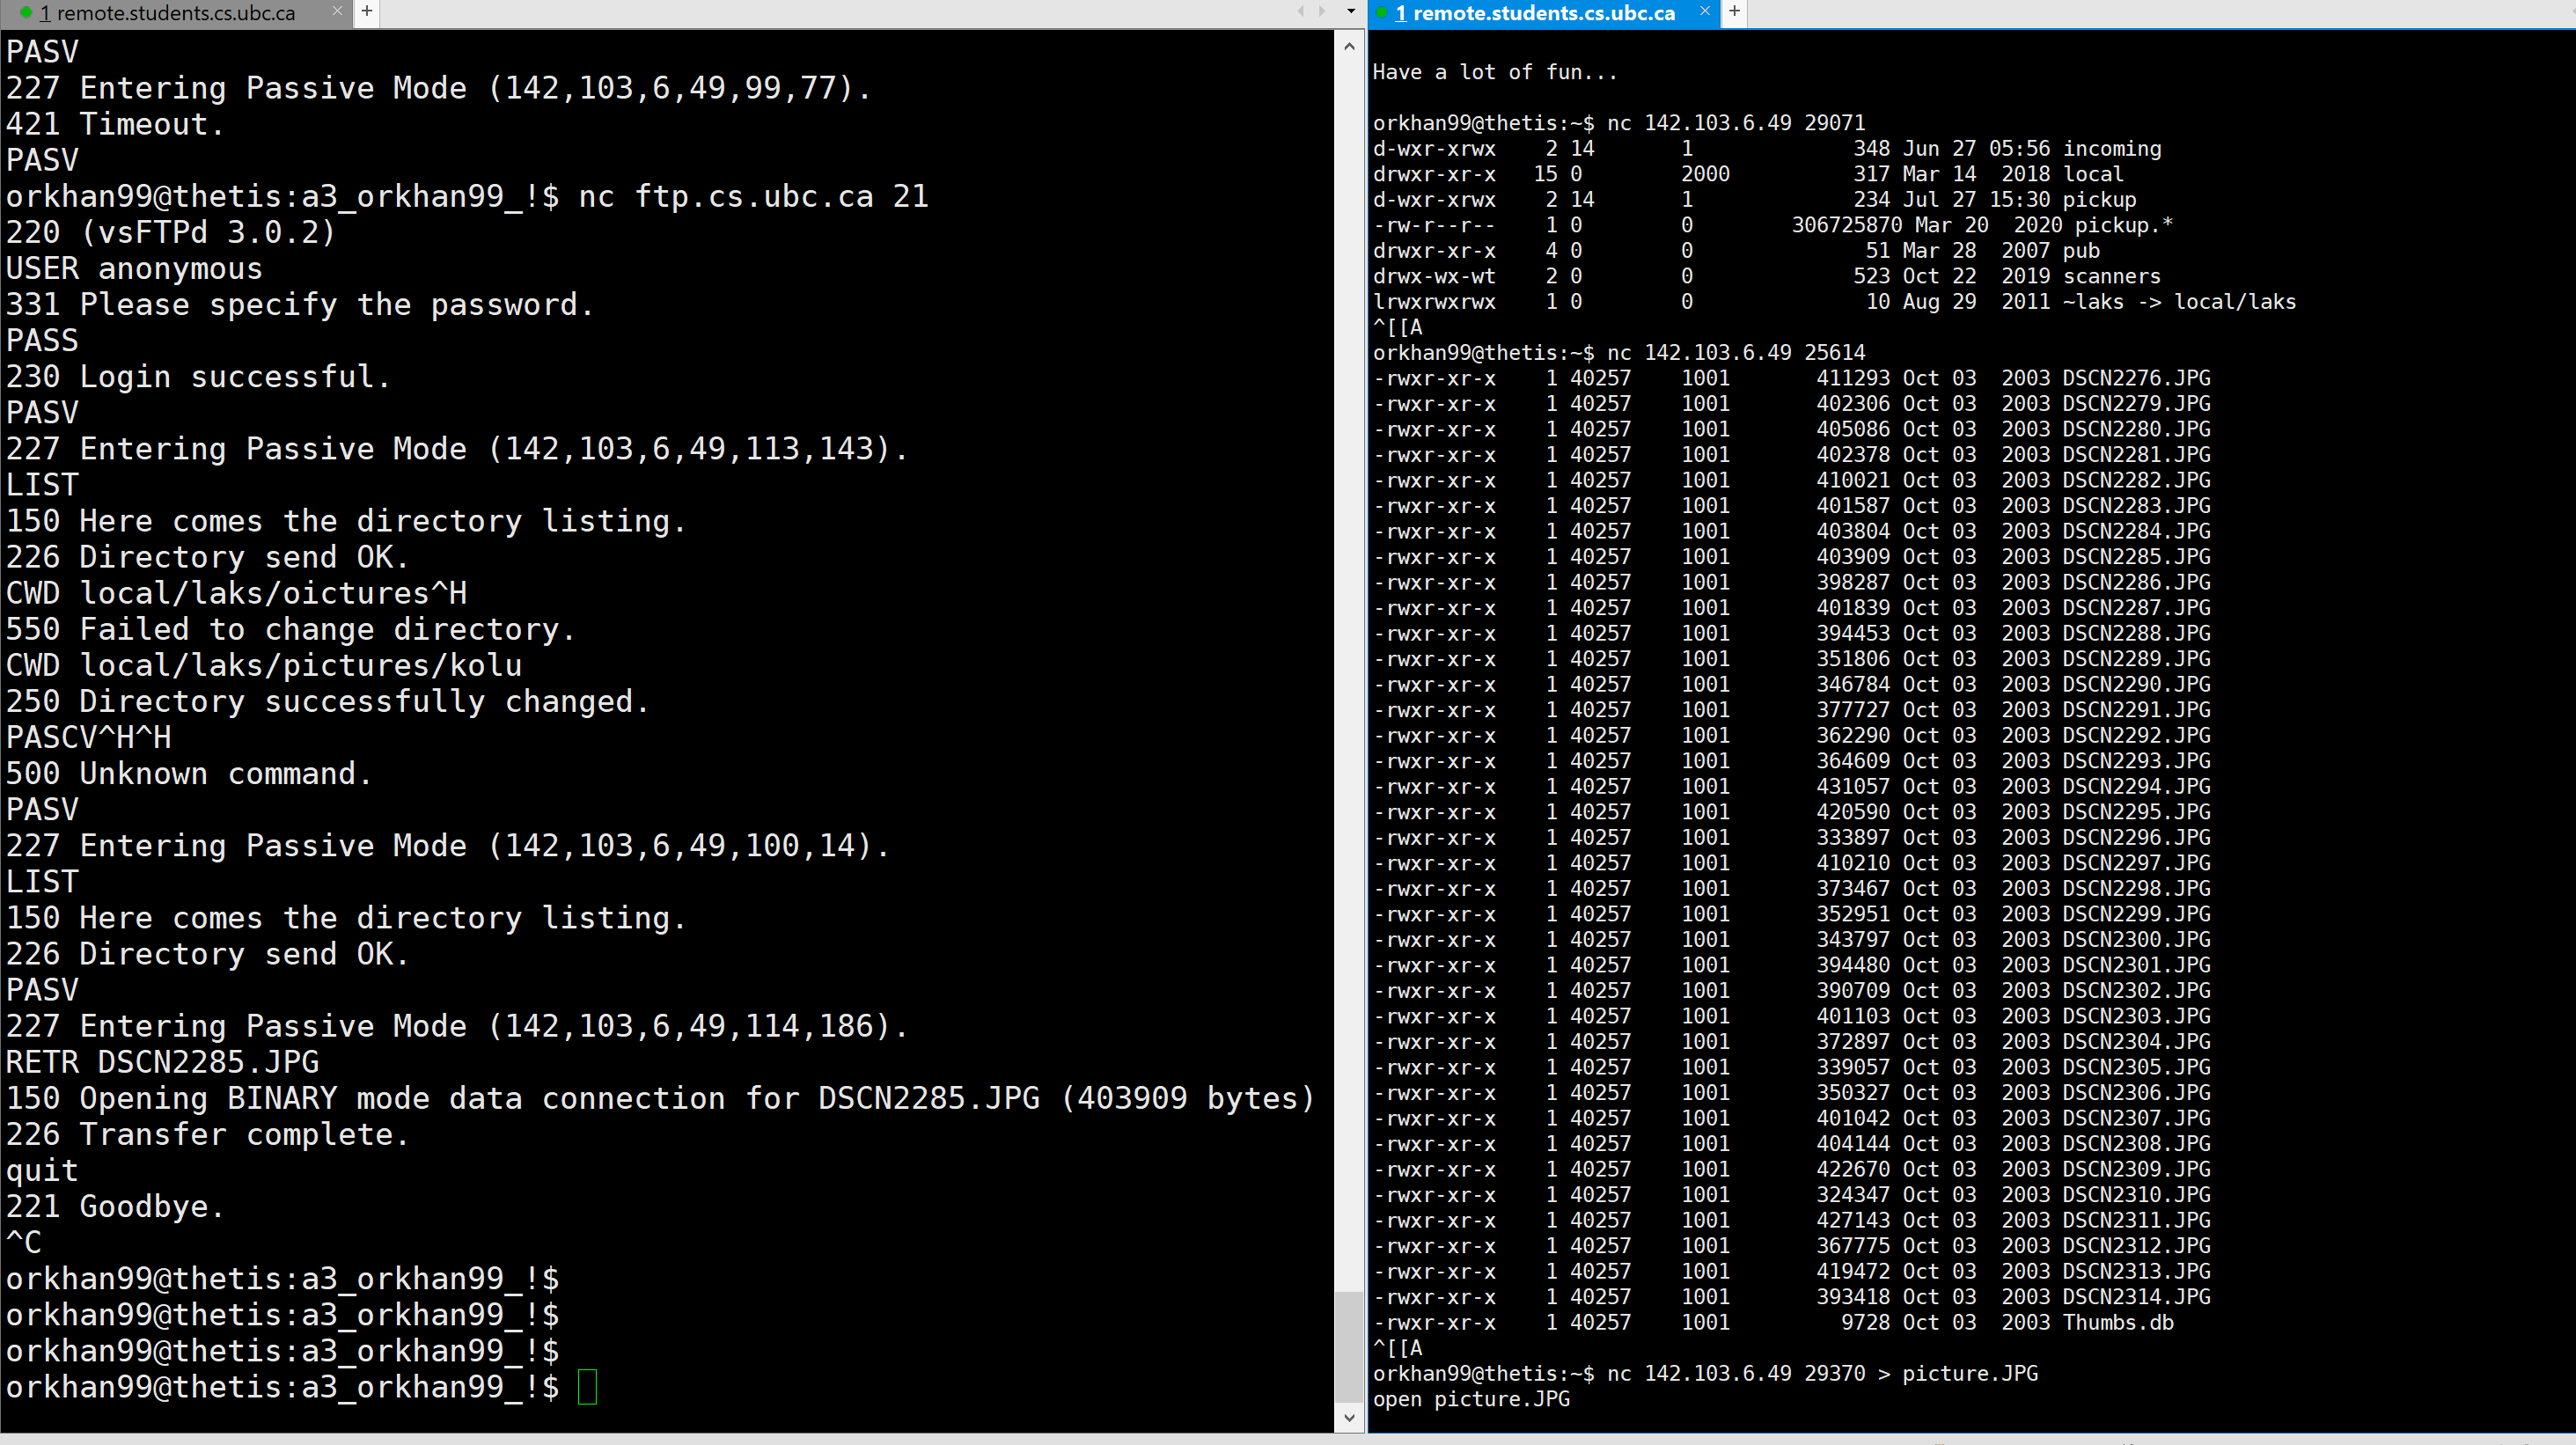 1 remote.students.cs.ubc.ca × +
PASV
227 Entering Passive Mode (142,103,6,49,99,77).
421 Timeout.
PASV
orkhan99@thetis:a3_orkhan99_!$ nc ftp.cs.ubc.ca 21
220 (vsFTPd 3.0.2)
USER anonymous
331 Please specify the password.
PASS
230 Login successful.
PASV
227 Entering Passive Mode (142,103,6,49,113,143).
LIST
150 Here comes the directory listing.
226 Directory send OK.
CWD local/laks/oictures^H
550 Failed to change directory.
CWD local/laks/pictures/kolu
250 Directory successfully changed.
PASCV^H^H
500 Unknown command.
PASV
227 Entering Passive Mode (142,103,6,49,100,14).
LIST
150 Here comes the directory listing.
226 Directory send OK.
PASV
227 Entering Passive Mode (142,103,6,49,114,186).
RETR DSCN2285.JPG
150 Opening BINARY mode data connection for DSCN2285.JPG (403909 bytes)
226 Transfer complete.
quit
221 Goodbye.
^C
orkhan99@thetis:a3_orkhan99_!$
orkhan99@thetis:a3_orkhan99_!$
orkhan99@thetis:a3_orkhan99_!$
orkhan99@thetis:a3_orkhan99_!$
1 remote.students.cs.ubc.ca × +
Have a lot of fun...
orkhan99@thetis:~$ nc 142.103.6.49 29071
d-wxr-xrwx 2 14 1 348 Jun 27 05:56 incoming
drwxr-xr-x 15 0 2000 317 Mar 14 2018 local
d-wxr-xrwx 2 14 1 234 Jul 27 15:30 pickup
-rw-r--r-- 1 0 0 306725870 Mar 20 2020 pickup.*
drwxr-xr-x 4 0 0 51 Mar 28 2007 pub
drwx-wx-wt 2 0 0 523 Oct 22 2019 scanners
lrwxrwxrwx 1 0 0 10 Aug 29 2011 ~laks -> local/laks
^[[A
orkhan99@thetis:~$ nc 142.103.6.49 25614
-rwxr-xr-x 1 40257 1001 411293 Oct 03 2003 DSCN2276.JPG
-rwxr-xr-x 1 40257 1001 402306 Oct 03 2003 DSCN2279.JPG
-rwxr-xr-x 1 40257 1001 405086 Oct 03 2003 DSCN2280.JPG
-rwxr-xr-x 1 40257 1001 402378 Oct 03 2003 DSCN2281.JPG
-rwxr-xr-x 1 40257 1001 410021 Oct 03 2003 DSCN2282.JPG
-rwxr-xr-x 1 40257 1001 401587 Oct 03 2003 DSCN2283.JPG
-rwxr-xr-x 1 40257 1001 403804 Oct 03 2003 DSCN2284.JPG
-rwxr-xr-x 1 40257 1001 403909 Oct 03 2003 DSCN2285.JPG
-rwxr-xr-x 1 40257 1001 398287 Oct 03 2003 DSCN2286.JPG
-rwxr-xr-x 1 40257 1001 401839 Oct 03 2003 DSCN2287.JPG
-rwxr-xr-x 1 40257 1001 394453 Oct 03 2003 DSCN2288.JPG
-rwxr-xr-x 1 40257 1001 351806 Oct 03 2003 DSCN2289.JPG
-rwxr-xr-x 1 40257 1001 346784 Oct 03 2003 DSCN2290.JPG
-rwxr-xr-x 1 40257 1001 377727 Oct 03 2003 DSCN2291.JPG
-rwxr-xr-x 1 40257 1001 362290 Oct 03 2003 DSCN2292.JPG
-rwxr-xr-x 1 40257 1001 364609 Oct 03 2003 DSCN2293.JPG
-rwxr-xr-x 1 40257 1001 431057 Oct 03 2003 DSCN2294.JPG
-rwxr-xr-x 1 40257 1001 420590 Oct 03 2003 DSCN2295.JPG
-rwxr-xr-x 1 40257 1001 333897 Oct 03 2003 DSCN2296.JPG
-rwxr-xr-x 1 40257 1001 410210 Oct 03 2003 DSCN2297.JPG
-rwxr-xr-x 1 40257 1001 373467 Oct 03 2003 DSCN2298.JPG
-rwxr-xr-x 1 40257 1001 352951 Oct 03 2003 DSCN2299.JPG
-rwxr-xr-x 1 40257 1001 343797 Oct 03 2003 DSCN2300.JPG
-rwxr-xr-x 1 40257 1001 394480 Oct 03 2003 DSCN2301.JPG
-rwxr-xr-x 1 40257 1001 390709 Oct 03 2003 DSCN2302.JPG
-rwxr-xr-x 1 40257 1001 401103 Oct 03 2003 DSCN2303.JPG
-rwxr-xr-x 1 40257 1001 372897 Oct 03 2003 DSCN2304.JPG
-rwxr-xr-x 1 40257 1001 339057 Oct 03 2003 DSCN2305.JPG
-rwxr-xr-x 1 40257 1001 350327 Oct 03 2003 DSCN2306.JPG
-rwxr-xr-x 1 40257 1001 401042 Oct 03 2003 DSCN2307.JPG
-rwxr-xr-x 1 40257 1001 404144 Oct 03 2003 DSCN2308.JPG
-rwxr-xr-x 1 40257 1001 422670 Oct 03 2003 DSCN2309.JPG
-rwxr-xr-x 1 40257 1001 324347 Oct 03 2003 DSCN2310.JPG
-rwxr-xr-x 1 40257 1001 427143 Oct 03 2003 DSCN2311.JPG
-rwxr-xr-x 1 40257 1001 367775 Oct 03 2003 DSCN2312.JPG
-rwxr-xr-x 1 40257 1001 419472 Oct 03 2003 DSCN2313.JPG
-rwxr-xr-x 1 40257 1001 393418 Oct 03 2003 DSCN2314.JPG
-rwxr-xr-x 1 40257 1001 9728 Oct 03 2003 Thumbs.db
^[[A
orkhan99@thetis:~$ nc 142.103.6.49 29370 > picture.JPG
open picture.JPG